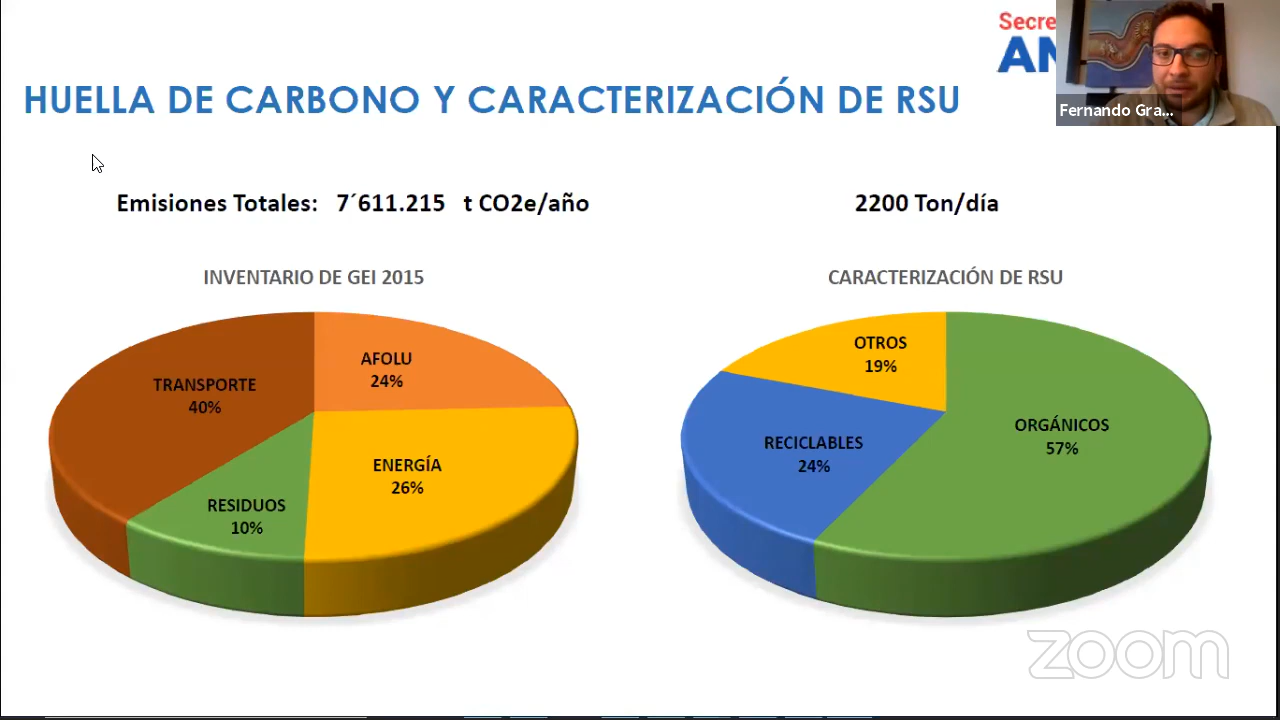 Secre
AN
HUELLA DE CARBONO Y CARACTERIZACIÓN DE RSU
Fernando Gra...
Emisiones Totales: 7´611.215 t CO2e/año
2200 Ton/día
INVENTARIO DE GEI 2015
CARACTERIZACIÓN DE RSU
AFOLU
24%
TRANSPORTE
40%
ENERGÍA
26%
RESIDUOS
10%
OTROS
19%
ORGÁNICOS
57%
RECICLABLES
24%
zoom